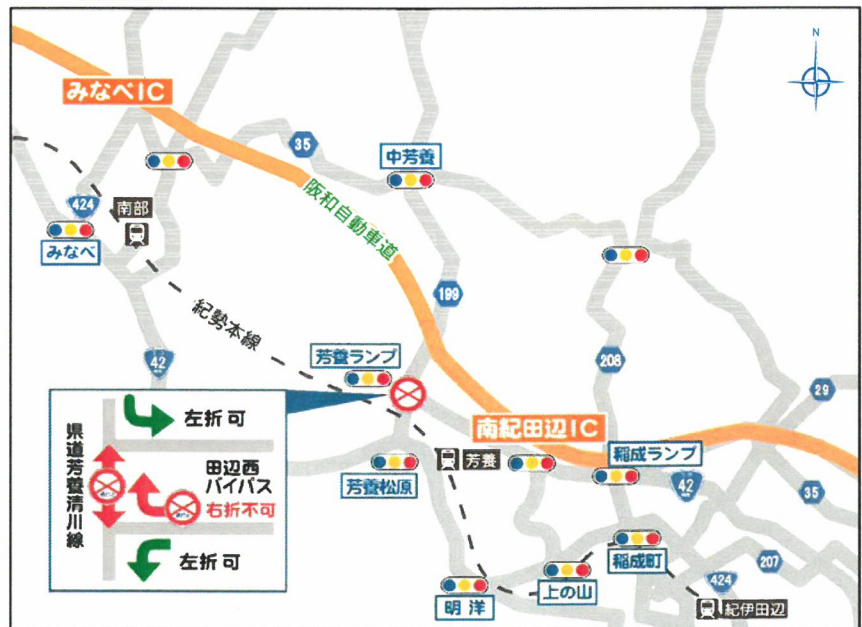 N
みなべIC
35
中芳養
424
南部
みなべ
阪和自動車道
199
紀勢本線
208
42
芳養ランプ
29
南紀田辺IC
稲成ランプ
芳養
42
芳養松原
35
左折可
県道芳養清川線
田辺西
バイパス
右折不可
左折可
稲成町
207
上の山
明洋
424
紀伊田辺